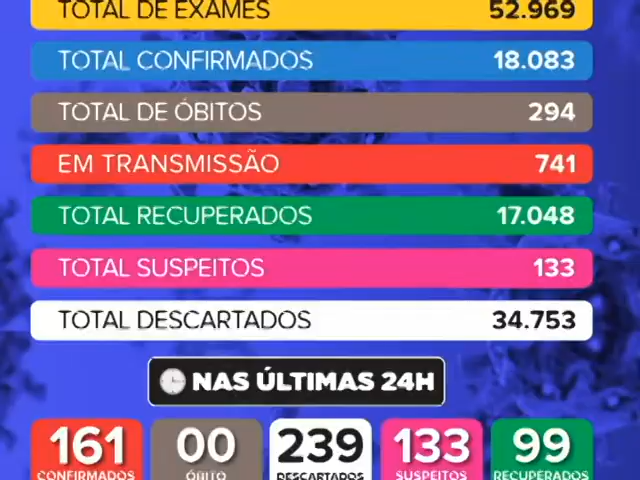 TOTAL DE EXAMES 52.969
TOTAL CONFIRMADOS 18.083
TOTAL DE ÓBITOS 294
EM TRANSMISSÃO 741
TOTAL RECUPERADOS 17.048
TOTAL SUSPEITOS 133
TOTAL DESCARTADOS 34.753
NAS ÚLTIMAS 24H
161 00 239 133 99
CONFIRMADOS ÓBITO DESCARTADOS SUSPEITOS RECUPERADOS